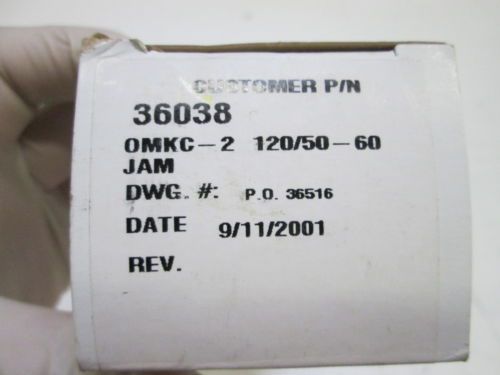 CUSTOMER P/N
36038
OMKC-2 120/50-60
JAM
DWG. #: P.O. 36516
DATE 9/11/2001
REV.